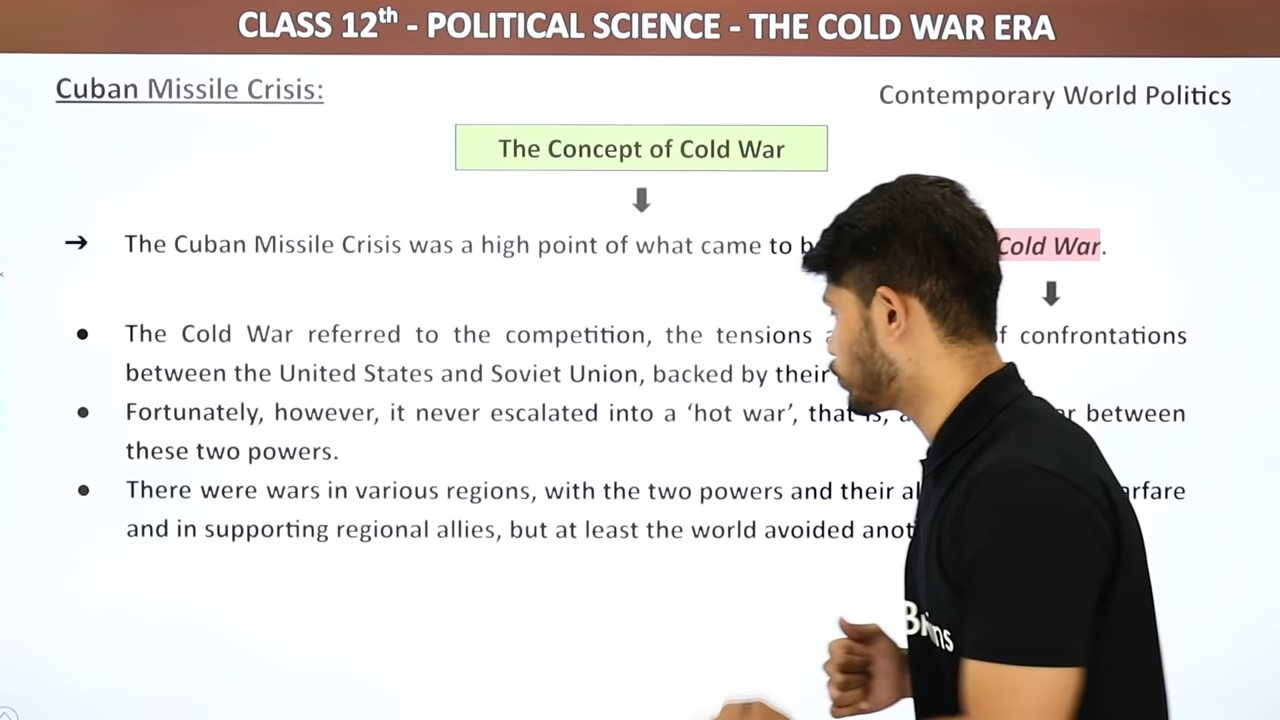 CLASS 12th - POLITICAL SCIENCE - THE COLD WAR ERA
Cuban Missile Crisis:
Contemporary World Politics
The Concept of Cold War
➔ The Cuban Missile Crisis was a high point of what came to Cold War.
● The Cold War referred to the competition, the tensions confrontations
between the United States and Soviet Union, backed by their
● Fortunately, however, it never escalated into a ‘hot war’, that is, between
these two powers.
● There were wars in various regions, with the two powers and their
and in supporting regional allies, but at least the world avoided